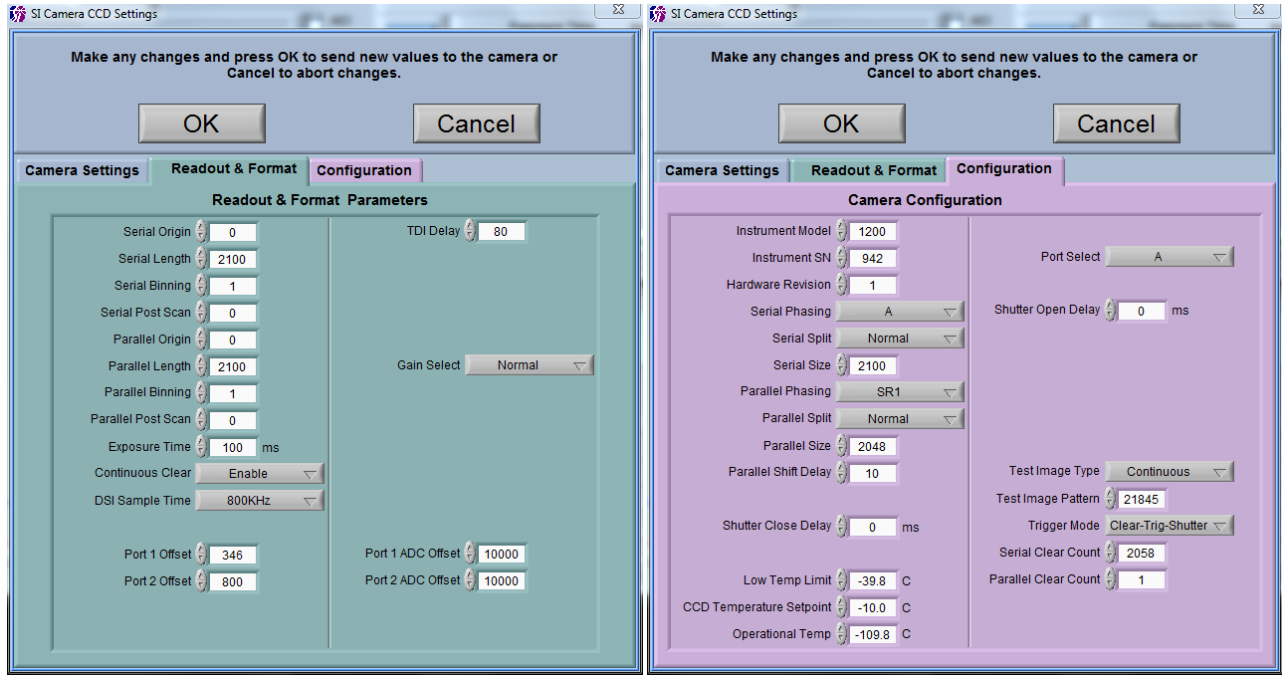 SI Camera CCD Settings
Make any changes and press OK to send new values to the camera or
Cancel to abort changes.
OK Cancel
Camera Settings Readout & Format Configuration
Readout & Format Parameters
Serial Origin 0 TDI Delay 80
Serial Length 2100
Serial Binning 1
Serial Post Scan 0
Parallel Origin 0
Parallel Length 2100 Gain Select Normal
Parallel Binning 1
Parallel Post Scan 0
Exposure Time 100 ms
Continuous Clear Enable
DSI Sample Time 800KHz
Port 1 Offset 346 Port 1 ADC Offset 10000
Port 2 Offset 800 Port 2 ADC Offset 10000
SI Camera CCD Settings
Make any changes and press OK to send new values to the camera or
Cancel to abort changes.
OK Cancel
Camera Settings Readout & Format Configuration
Camera Configuration
Instrument Model 1200
Instrument SN 942 Port Select A
Hardware Revision 1
Serial Phasing A Shutter Open Delay 0 ms
Serial Split Normal
Serial Size 2100
Parallel Phasing SR1
Parallel Split Normal
Parallel Size 2048
Parallel Shift Delay 10 Test Image Type Continuous
Test Image Pattern 21845
Shutter Close Delay 0 ms Trigger Mode Clear-Trig-Shutter
Serial Clear Count 2058
Low Temp Limit -39.8 C Parallel Clear Count 1
CCD Temperature Setpoint -10.0 C
Operational Temp -109.8 C